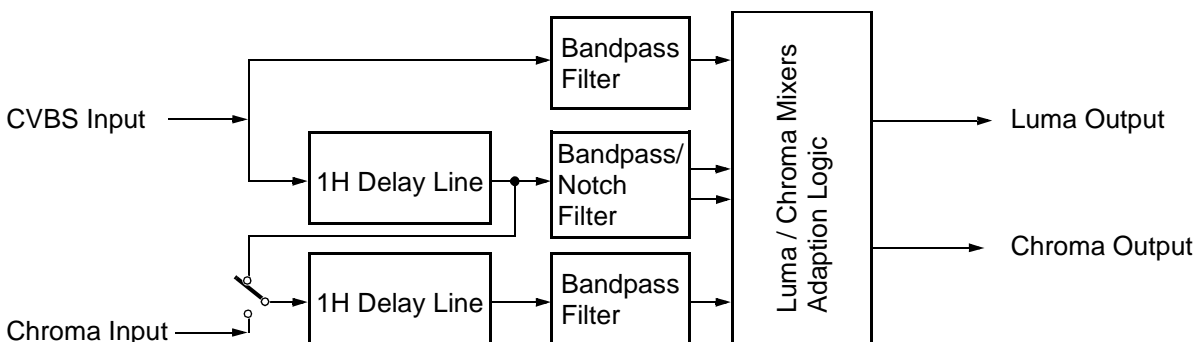 Bandpass
Filter
CVBS Input
1H Delay Line
Bandpass/
Notch
Filter
Chroma Input
1H Delay Line
Bandpass
Filter
Luma / Chroma Mixers
Adaption Logic
Luma Output
Chroma Output